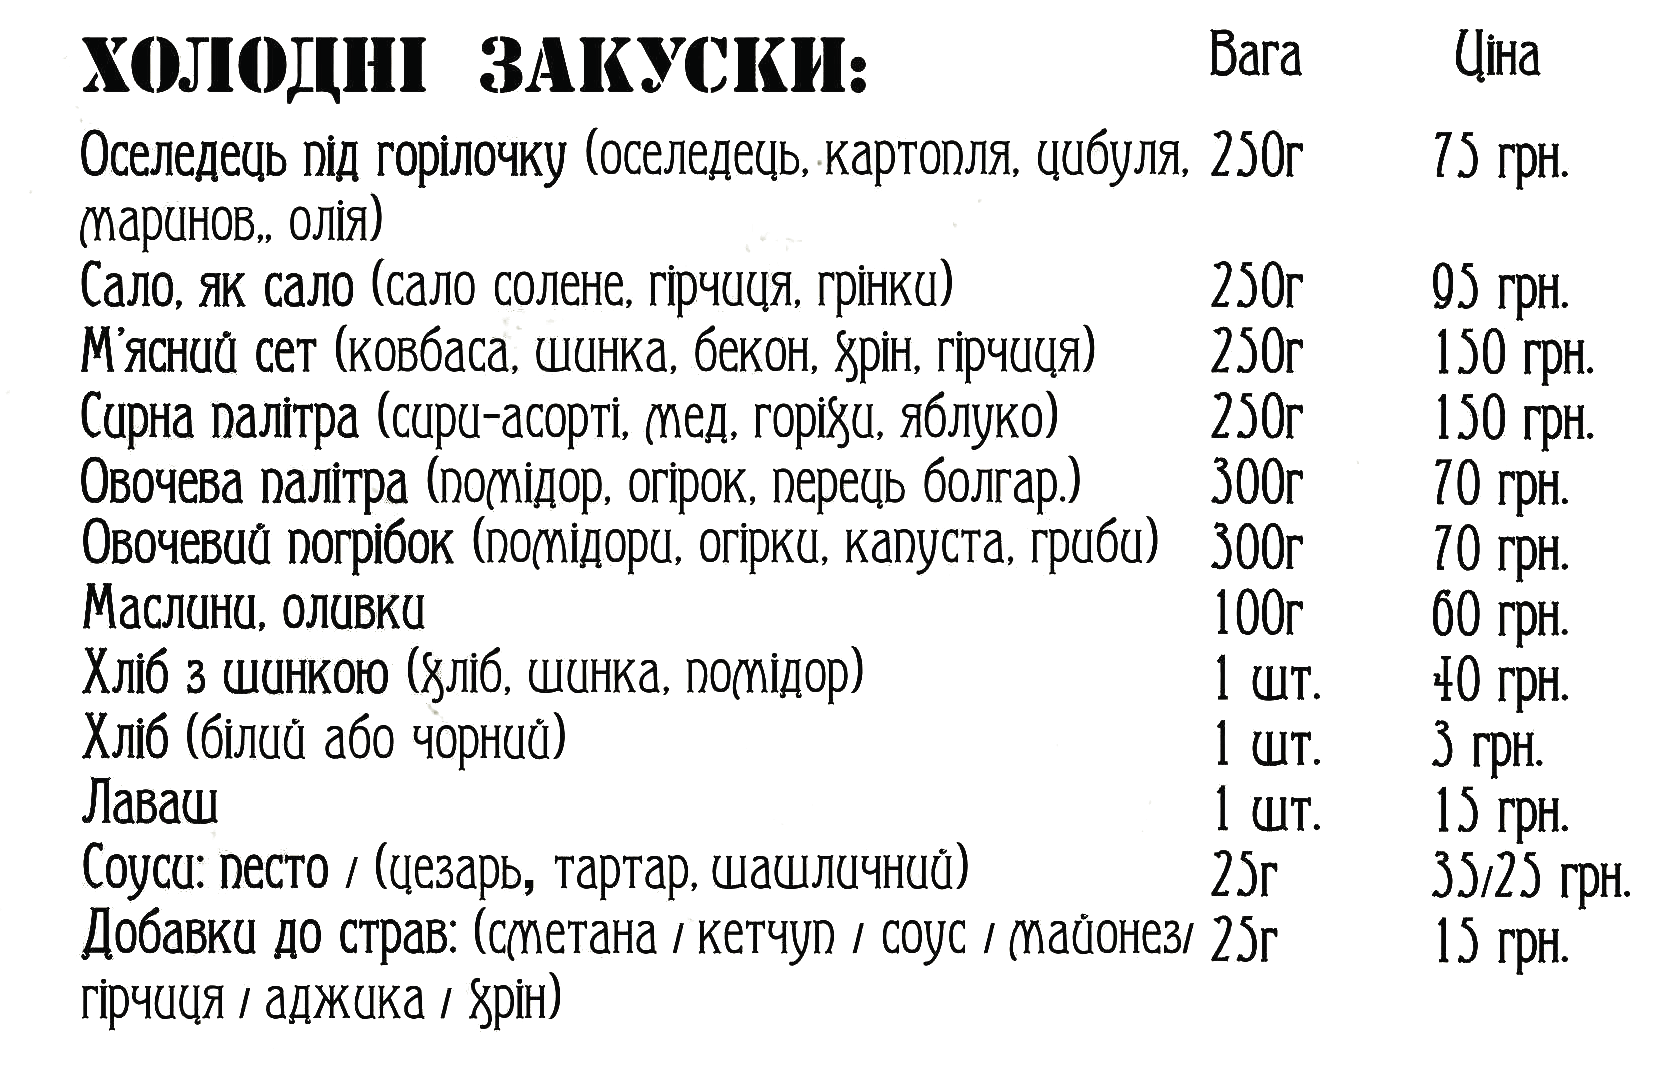 ХОЛОДНІ ЗАКУСКИ: Вага Ціна
Оселедець під горілочку (оселедець, картопля, цибуля, 250г 75 грн.
маринов,, олія)
Сало, як сало (сало солене, гірчиця, грінки) 250г 95 грн.
М'ясний сет (ковбаса, шинка, бекон, хрін, гірчиця) 250г 150 грн.
Сирна палітра (сири-асорті, мед, горіхи, яблуко) 250г 150 грн.
Овочева палітра (помідор, огірок, перець болгар.) 300г 70 грн.
Овочевий погрібок (помідори, огірки, капуста, гриби) 300г 70 грн.
Маслини, оливки 100г 60 грн.
Хліб з шинкою (хліб, шинка, помідор) 1 шт. 40 грн.
Хліб (білий або чорний) 1 шт. 3 грн.
Лаваш 1 шт. 15 грн.
Соуси: песто / (цезарь, тартар, шашличний) 25г 35/25 грн.
Добавки до страв: (сметана / кетчуп / соус / майонез/ 25г 15 грн.
гірчиця / аджика / хрін)